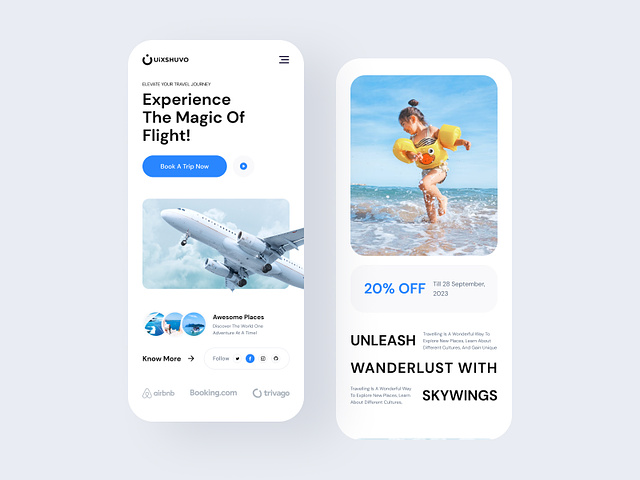 UIXSHUVO
ELEVATE YOUR TRAVEL JOURNEY
Experience
The Magic Of
Flight!
Book A Trip Now
Awesome Places
Discover The World One
Adventure At A Time!
Know More
Follow
airbnb
Booking.com
trivago
20% OFF
Till 28 September,
2023
UNLEASH
Travelling Is A Wonderful Way To
Explore New Places, Learn About
Different Cultures, And Gain Unique
WANDERLUST WITH
Travelling Is A Wonderful Way
To Explore New Places, Learn
About Different Cultures,
SKYWINGS